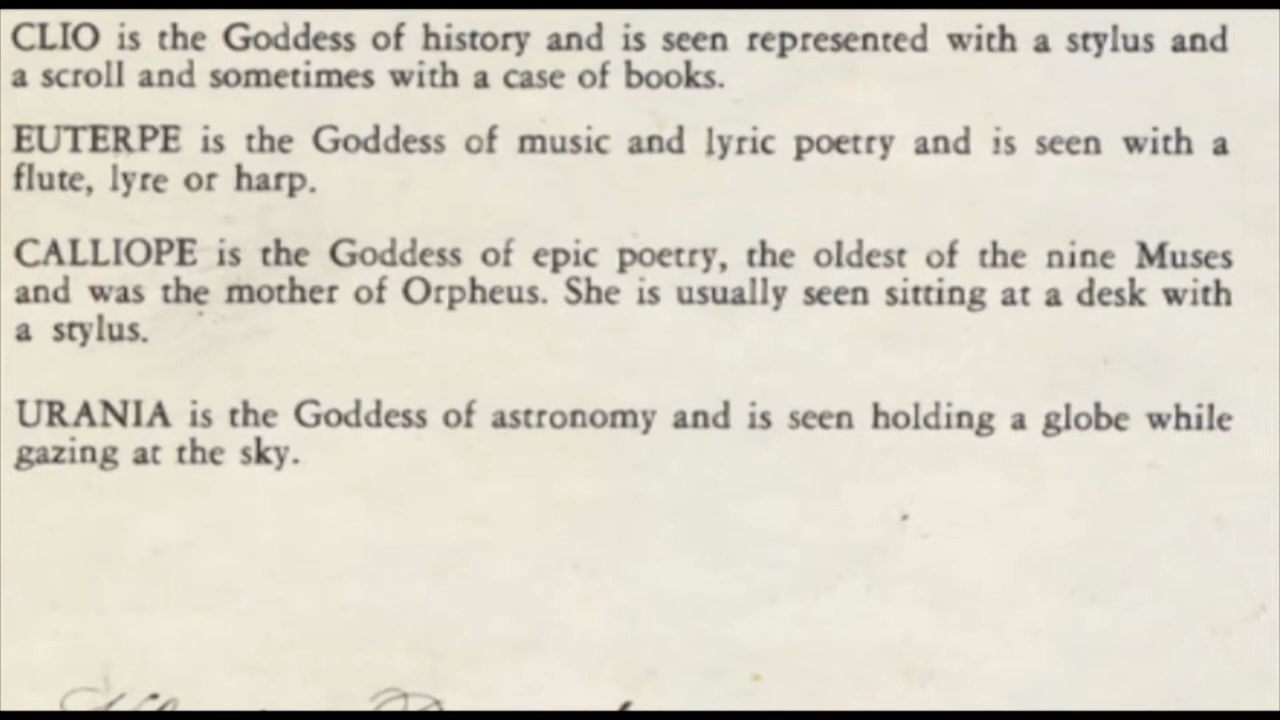 CLIO is the Goddess of history and is seen represented with a stylus and
a scroll and sometimes with a case of books.
EUTERPE is the Goddess of music and lyric poetry and is seen with a
flute, lyre or harp.
CALLIOPE is the Goddess of epic poetry, the oldest of the nine Muses
and was the mother of Orpheus. She is usually seen sitting at a desk with
a stylus.
URANIA is the Goddess of astronomy and is seen holding a globe while
gazing at the sky.